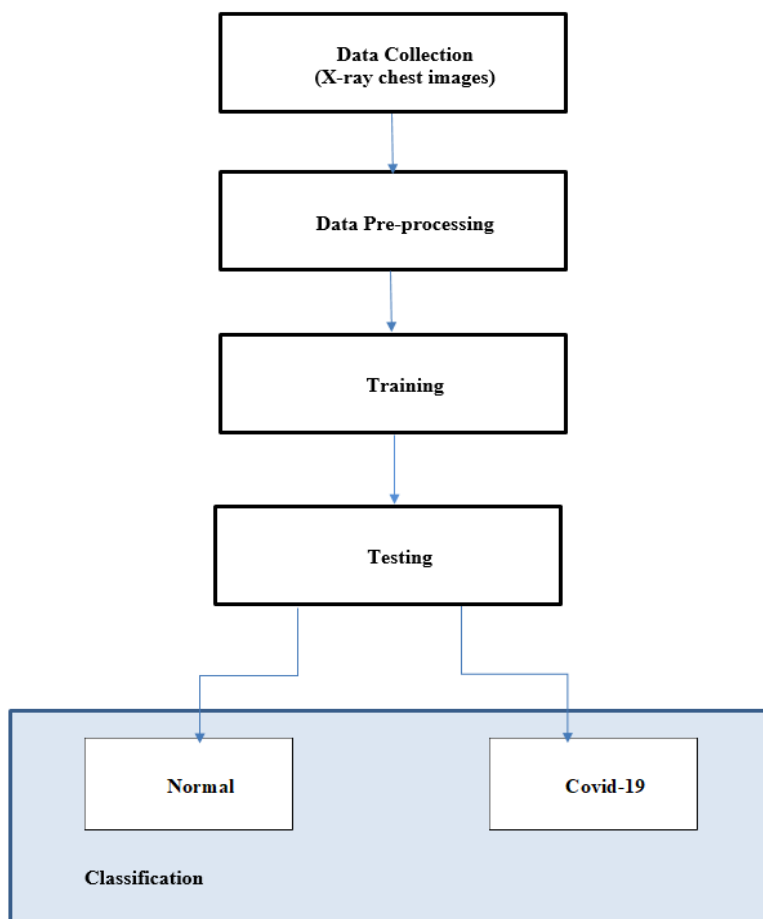 Data Collection
(X-ray chest images)
Data Pre-processing
Training
Testing
Normal
Covid-19
Classification